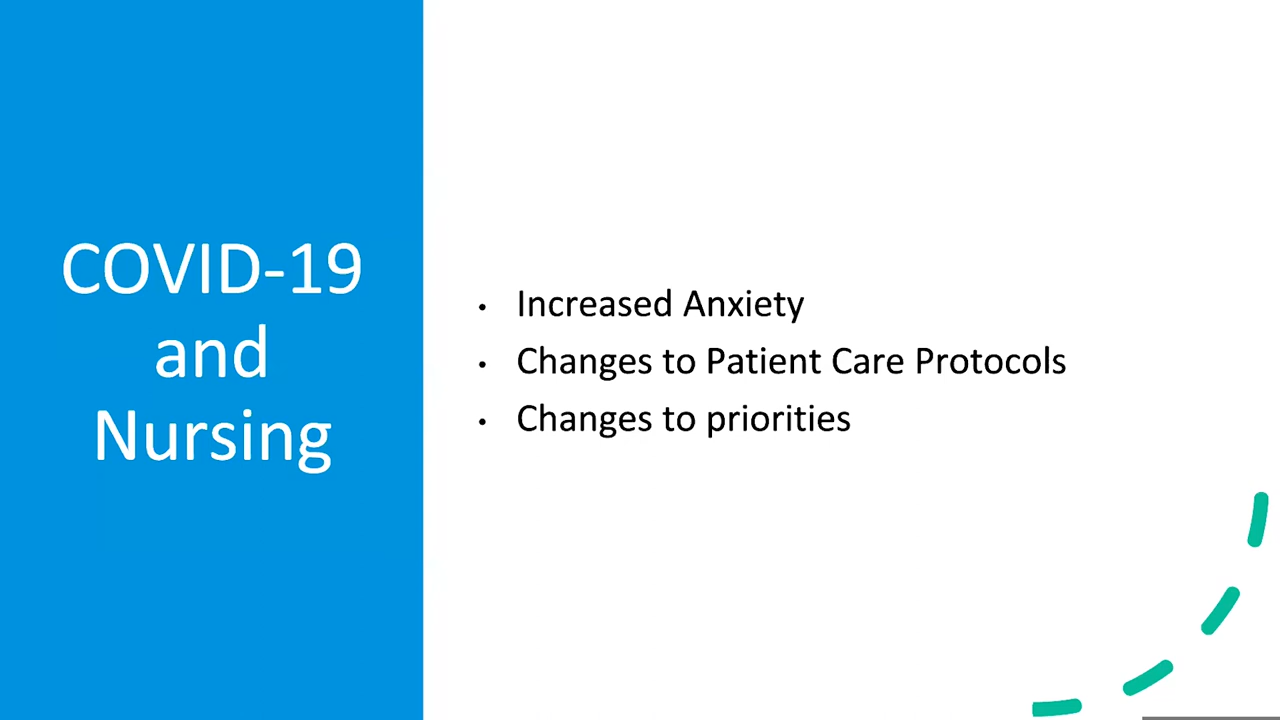 COVID-19
and
Nursing
• Increased Anxiety
• Changes to Patient Care Protocols
• Changes to priorities